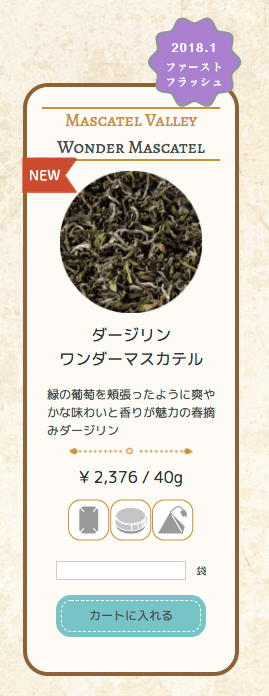 2018.1
ファースト
フラッシュ
Mascatel Valley
Wonder Mascatel
NEW
ダージリン
ワンダーマスカテル
緑の葡萄を頬張ったように爽や
かな味わいと香りが魅力の春摘
みダージリン
¥ 2,376 / 40g
袋
カートに入れる